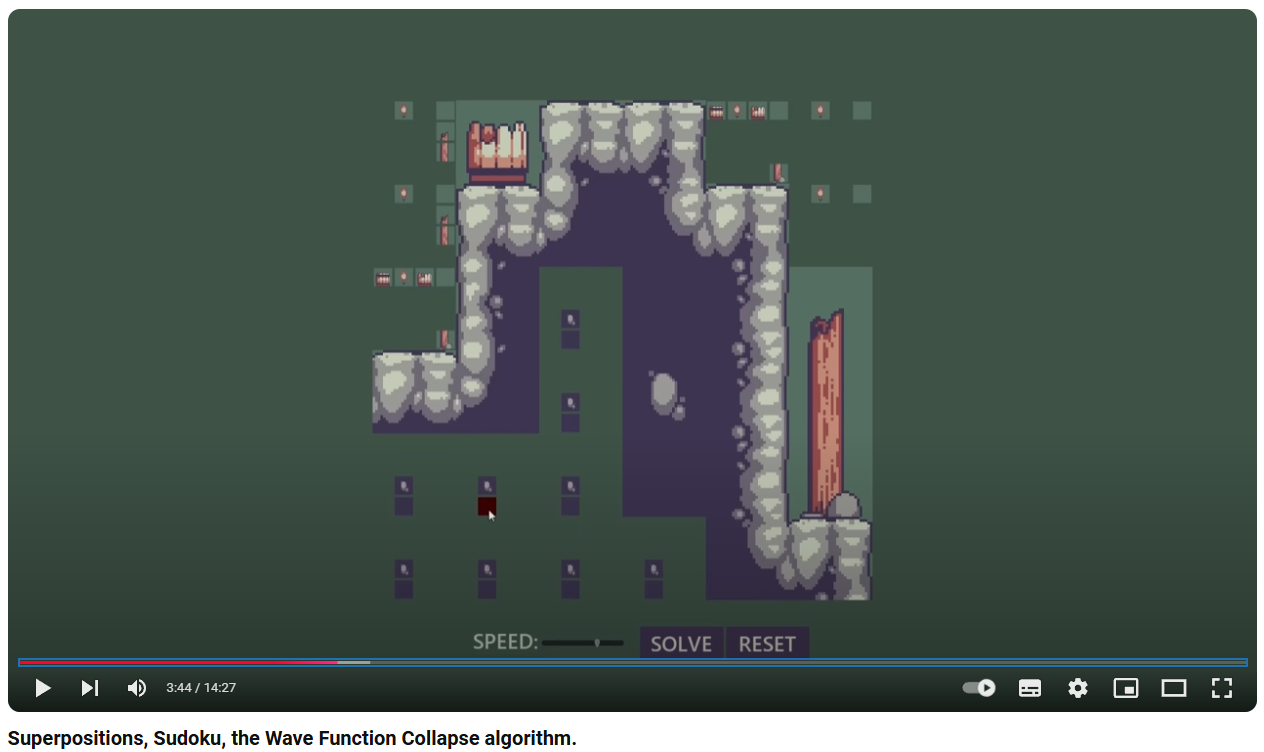 SPEED:
SOLVE
RESET
3:44 / 14:27
Superpositions, Sudoku, the Wave Function Collapse algorithm.